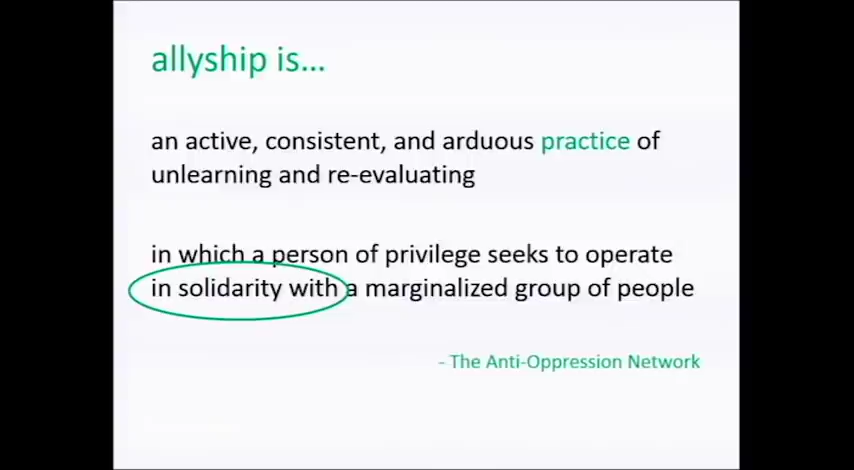 allyship is...
an active, consistent, and arduous practice of
unlearning and re-evaluating
in which a person of privilege seeks to operate
in solidarity with a marginalized group of people
- The Anti-Oppression Network